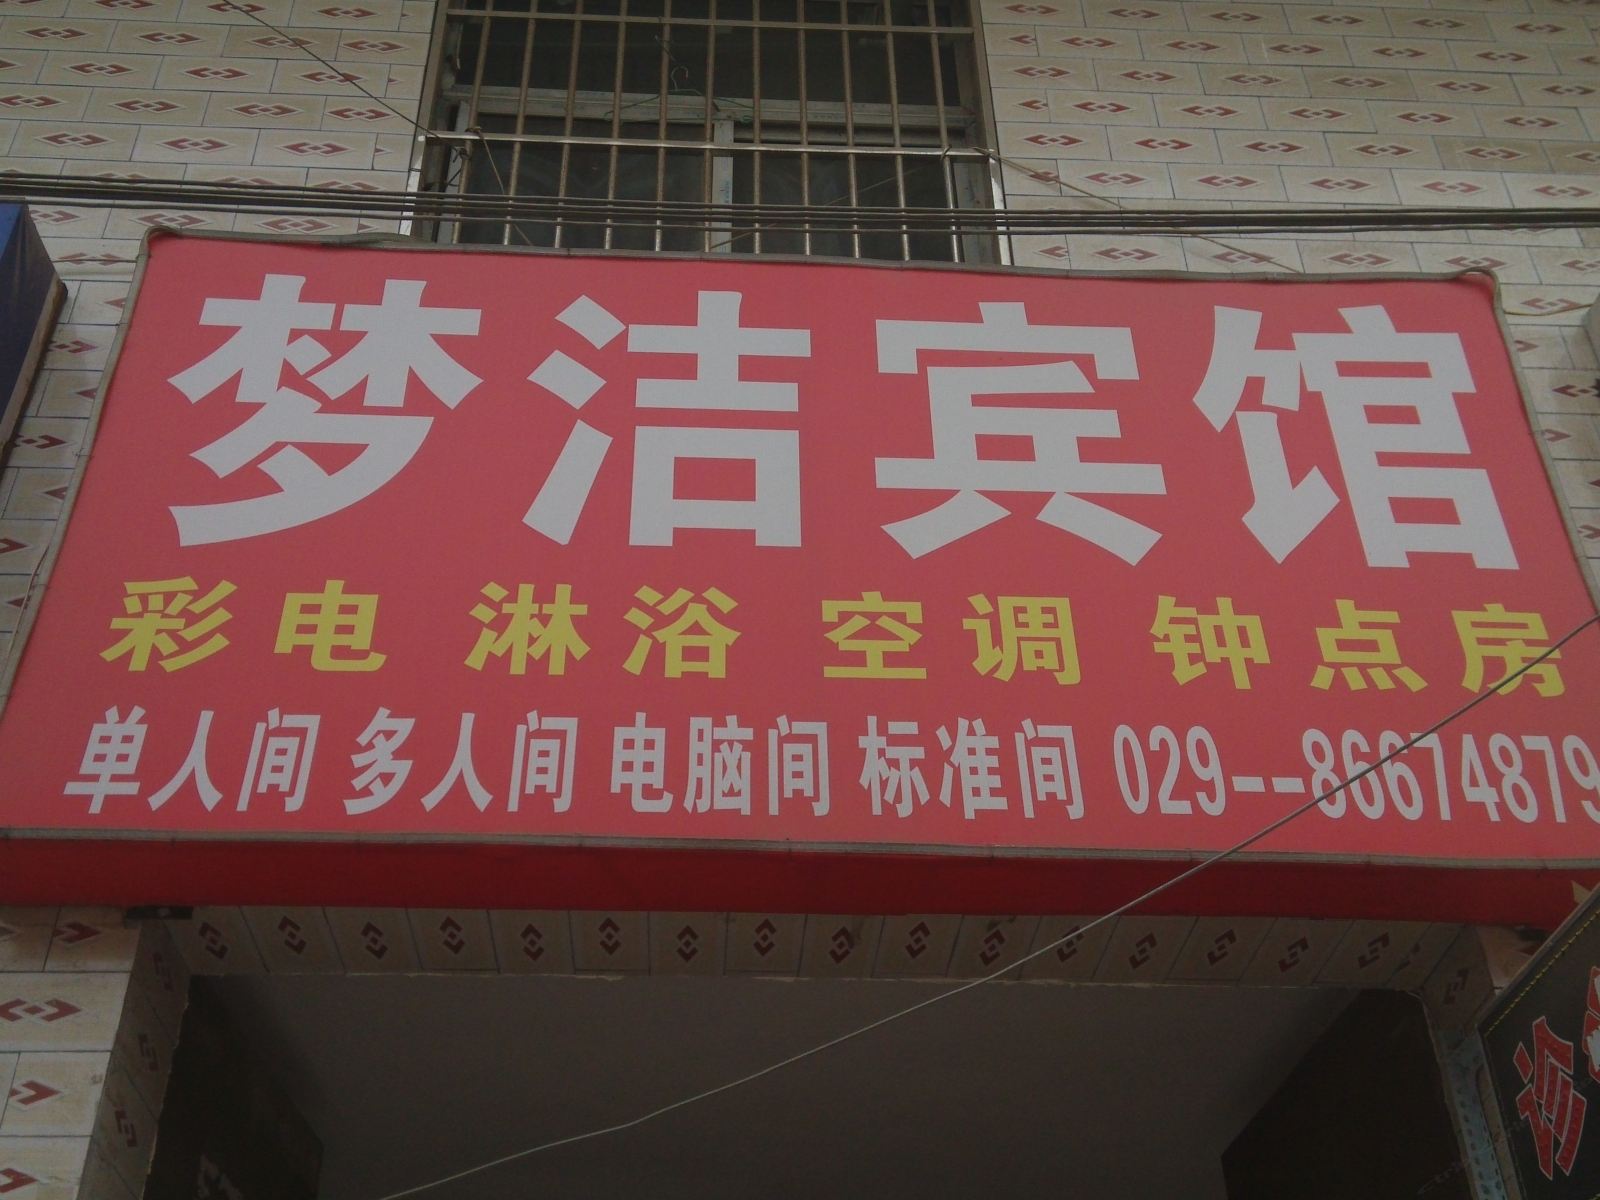 梦洁宾馆
彩电 淋浴 空调 钟点房
单人间 多人间 电脑间 标准间 029--86674879